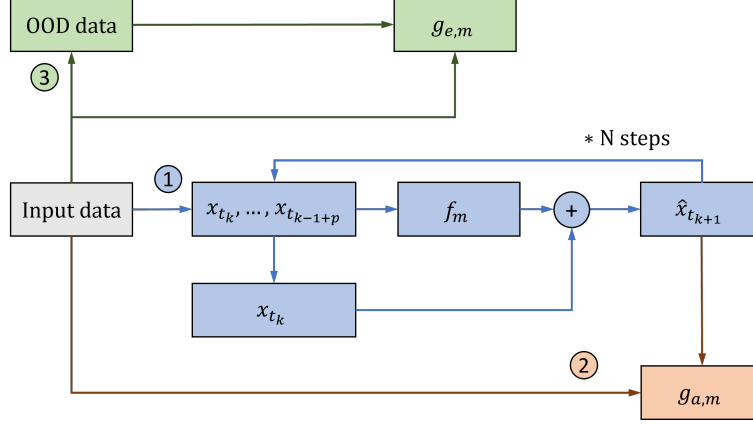 OOD data
g_{e,m}
3
∗ N steps
1
Input data
x_{t_k}, …, x_{t_{k−1+p}}
f_m
+
x̂_{t_{k+1}}
x_{t_k}
2
g_{a,m}